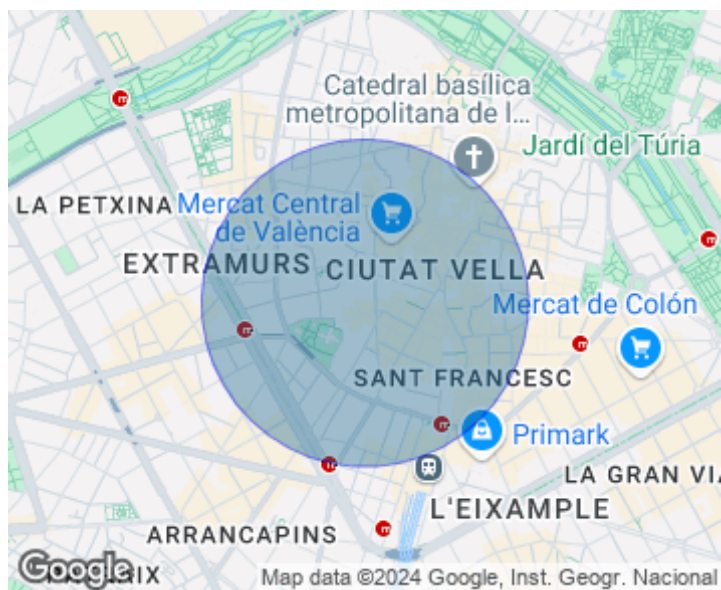 Catedral basílica
metropolitana de l...
Jardí del Túria
LA PETXINA
Mercat Central
de València
EXTRAMURS
CIUTAT VELLA
Mercat de Colón
SANT FRANCESC
Primark
LA GRAN VIA
L'EIXAMPLE
ARRANCAPINS
Google
Map data ©2024 Google, Inst. Geogr. Nacional